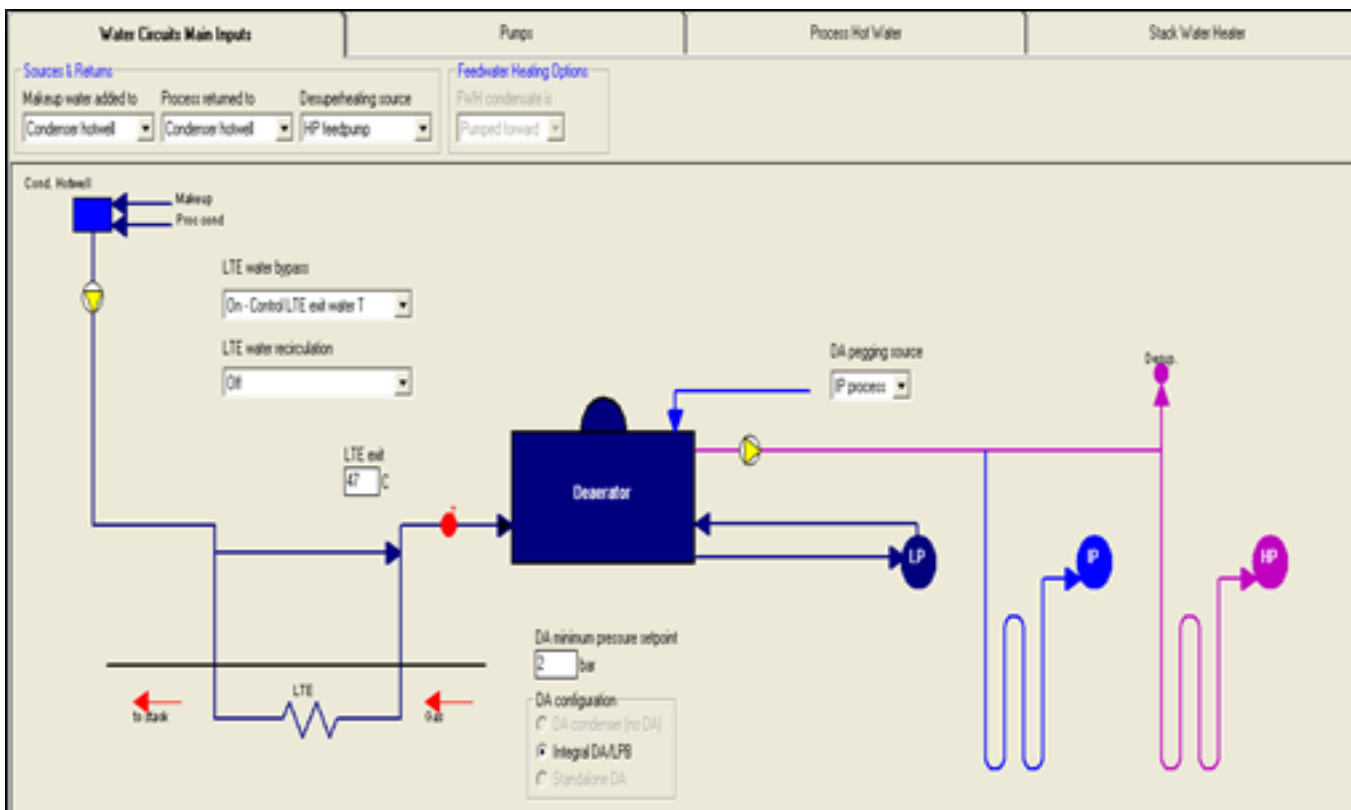 Water Circuits Main Inputs
Pumps
Process Hot Water
Stack Water Heater
Sources & Returns
Feedwater Heating Options
Makeup water added to
Process returned to
Desuperheating source
FWH condensate is
Condenser hotwell
Condenser hotwell
HP feedpump
Pumped forward
Cond. Hotwell
Makeup
Proc cond
LTE water bypass
On - Control LTE exit water T
LTE water recirculation
Off
DA pegging source
IP process
Desup.
LTE exit
47 C
Deaerator
LP
IP
HP
DA minimum pressure setpoint
2 bar
LTE
to stack
Gas
DA configuration
DA condenser (no DA)
Integral DA/LPB
Standalone DA